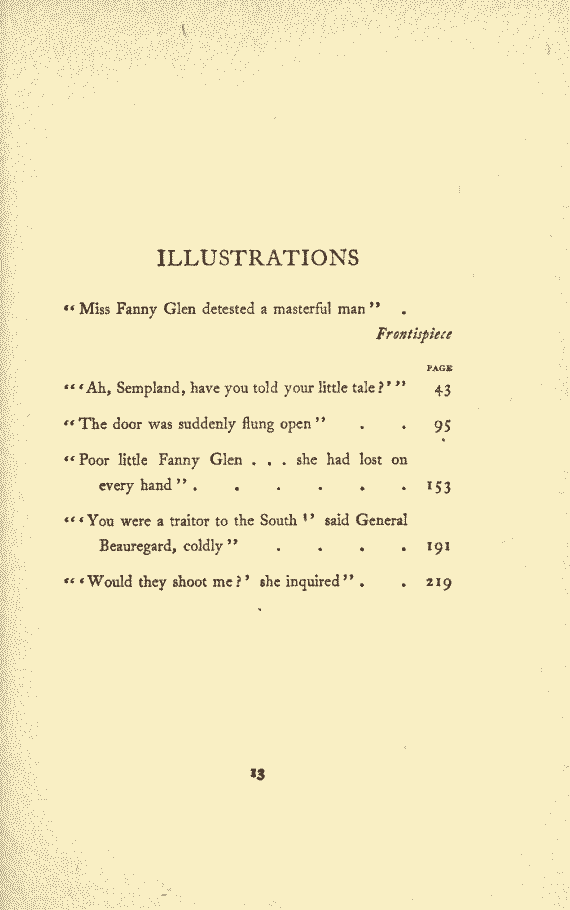 ILLUSTRATIONS
“Miss Fanny Glen detested a masterful man” .
Frontispiece
PAGE
“‘Ah, Sempland, have you told your little tale?’” 43
“The door was suddenly flung open” . . 95
“Poor little Fanny Glen . . . she had lost on
every hand” . . . . . . 153
“‘You were a traitor to the South!’ said General
Beauregard, coldly” . . . . 191
“‘Would they shoot me?’ she inquired” . . 219
13